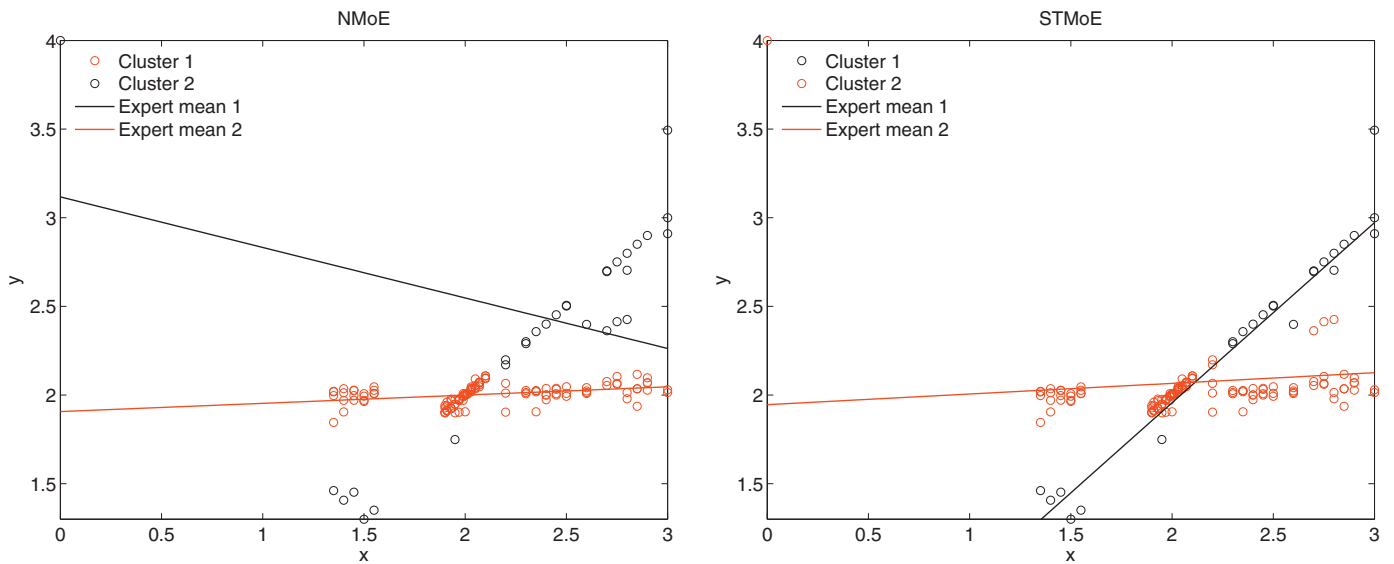 NMoE
4
3.5
3
2.5
2
1.5
y
Cluster 1
Cluster 2
Expert mean 1
Expert mean 2
0 0.5 1 1.5 2 2.5 3
x
STMoE
4
3.5
3
2.5
2
1.5
y
Cluster 1
Cluster 2
Expert mean 1
Expert mean 2
0 0.5 1 1.5 2 2.5 3
x